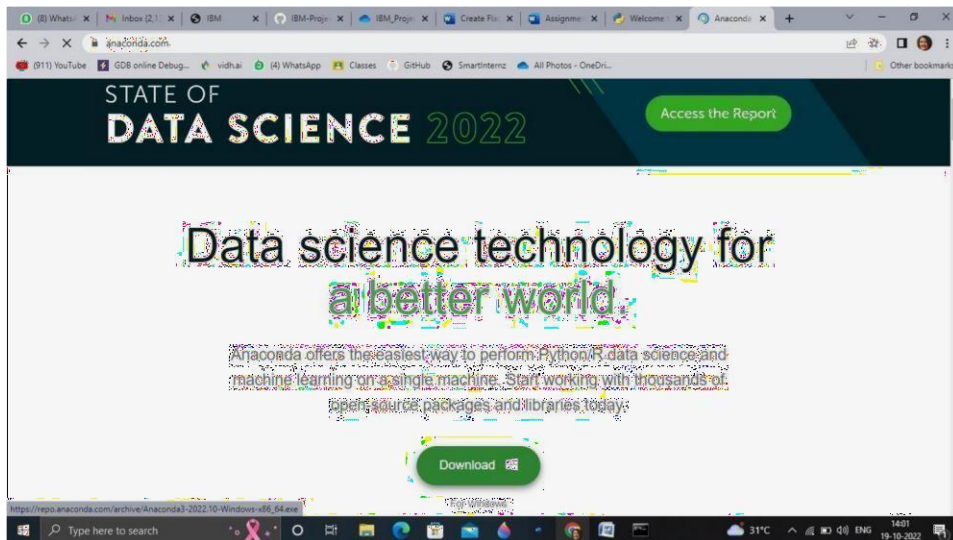 (8) WhatsA
Inbox (2,1
IBM
IBM-Proje
IBM_Proje
Create Fla
Assignmen
Welcome
Anaconda
anaconda.com
(911) YouTube
GDB online Debug...
vidh.ai
(4) WhatsApp
Classes
GitHub
SmartInternz
All Photos - OneDri...
Other bookmarks
STATE OF
DATA SCIENCE 2022
Access the Report
Data science technology for
a better world.
Anaconda offers the easiest way to perform Python/R data science and
machine learning on a single machine. Start working with thousands of
open-source packages and libraries today.
Download
For Windows
https://repo.anaconda.com/archive/Anaconda3-2022.10-Windows-x86_64.exe
Type here to search
31°C
ENG
14:01
19-10-2022